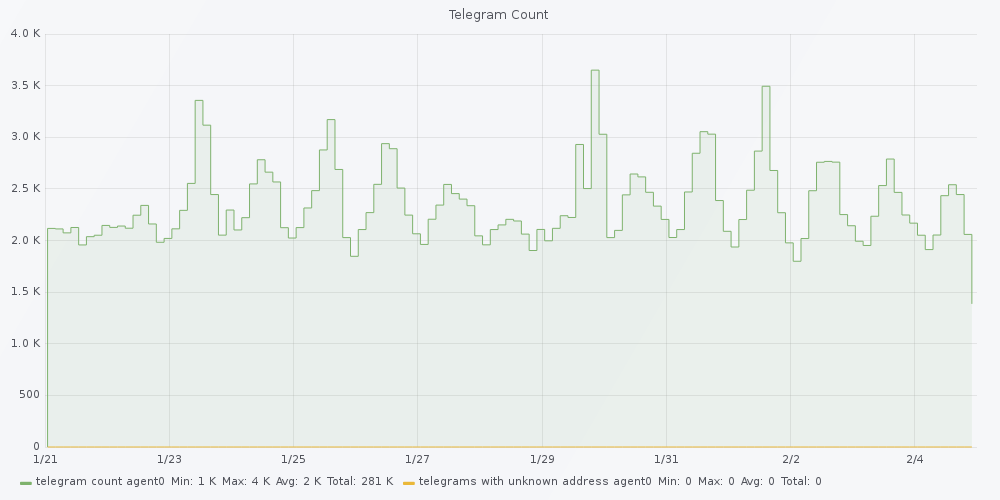 Telegram Count
4.0 K
3.5 K
3.0 K
2.5 K
2.0 K
1.5 K
1.0 K
500
0
1/21 1/23 1/25 1/27 1/29 1/31 2/2 2/4
telegram count agent0 Min: 1 K Max: 4 K Avg: 2 K Total: 281 K telegrams with unknown address agent0 Min: 0 Max: 0 Avg: 0 Total: 0